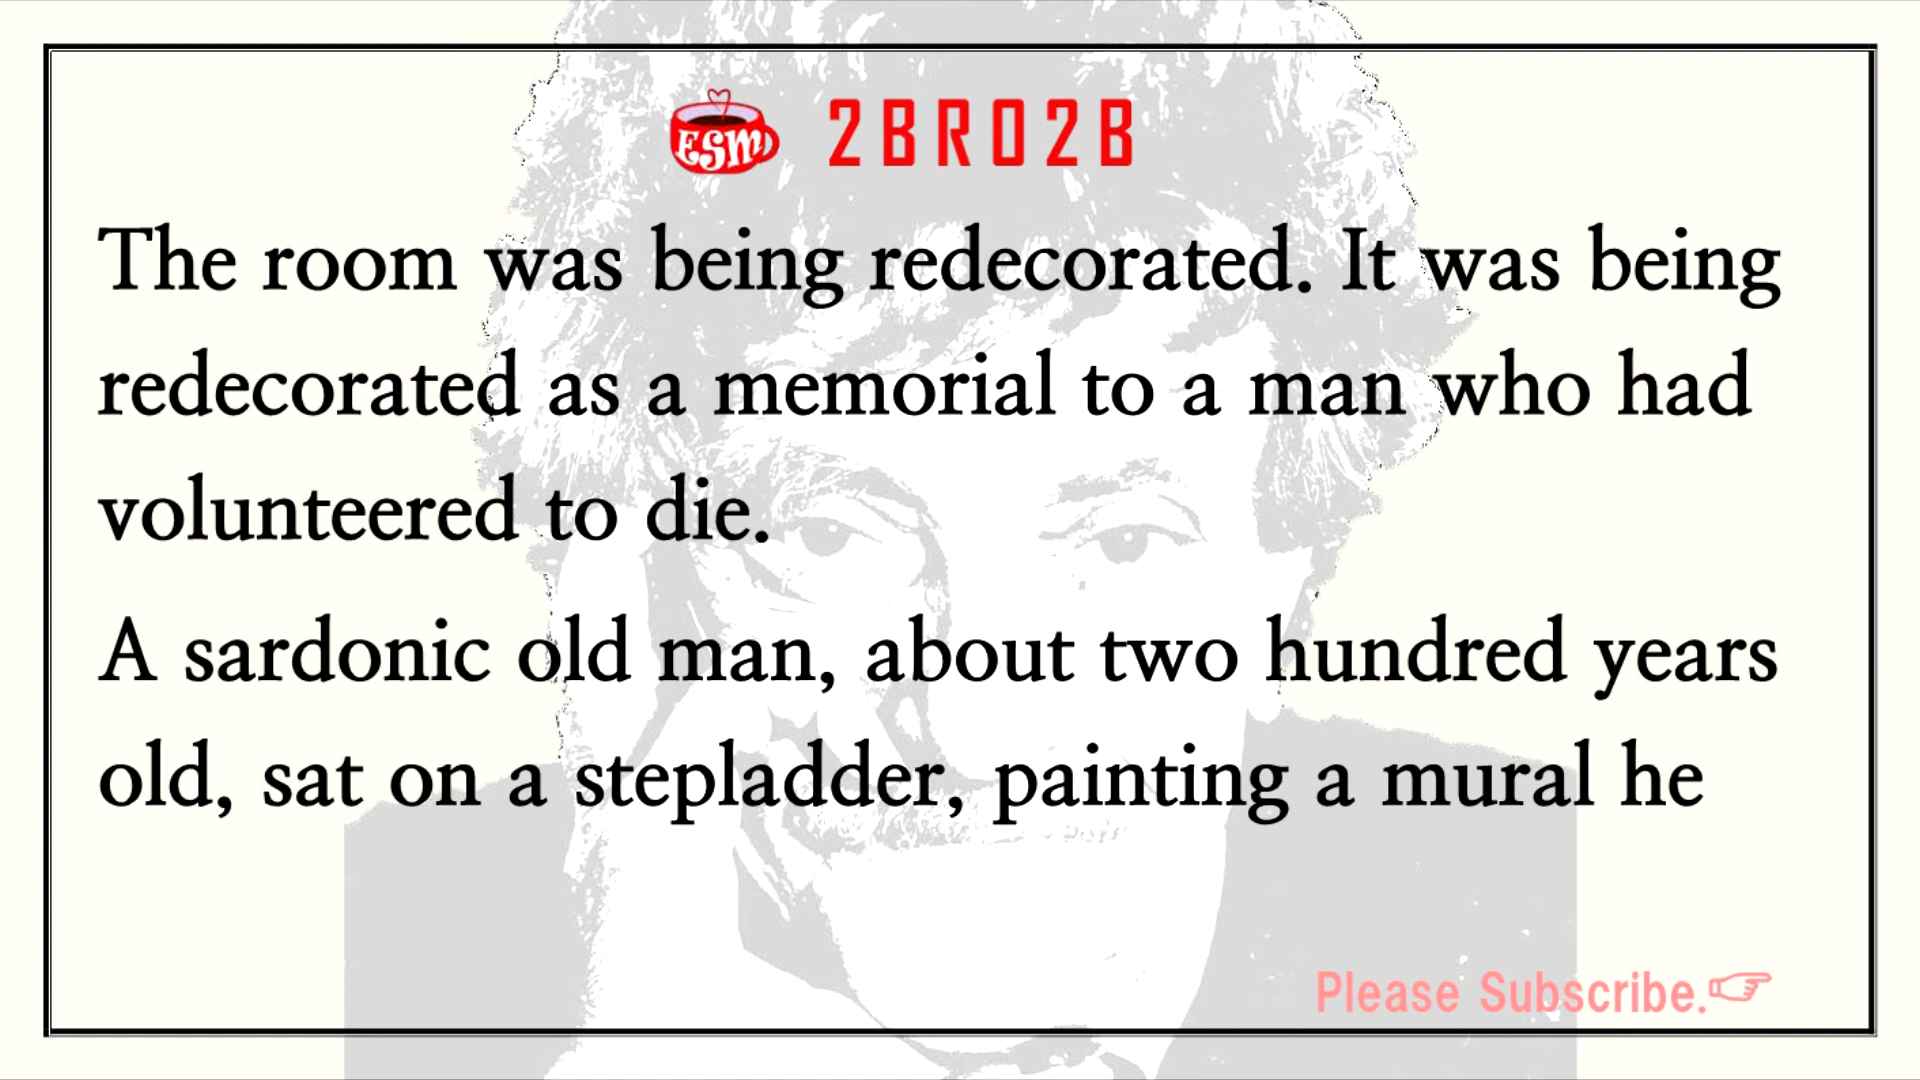 ESM 2BR02B
The room was being redecorated. It was being
redecorated as a memorial to a man who had
volunteered to die.
A sardonic old man, about two hundred years
old, sat on a stepladder, painting a mural he
Please Subscribe.